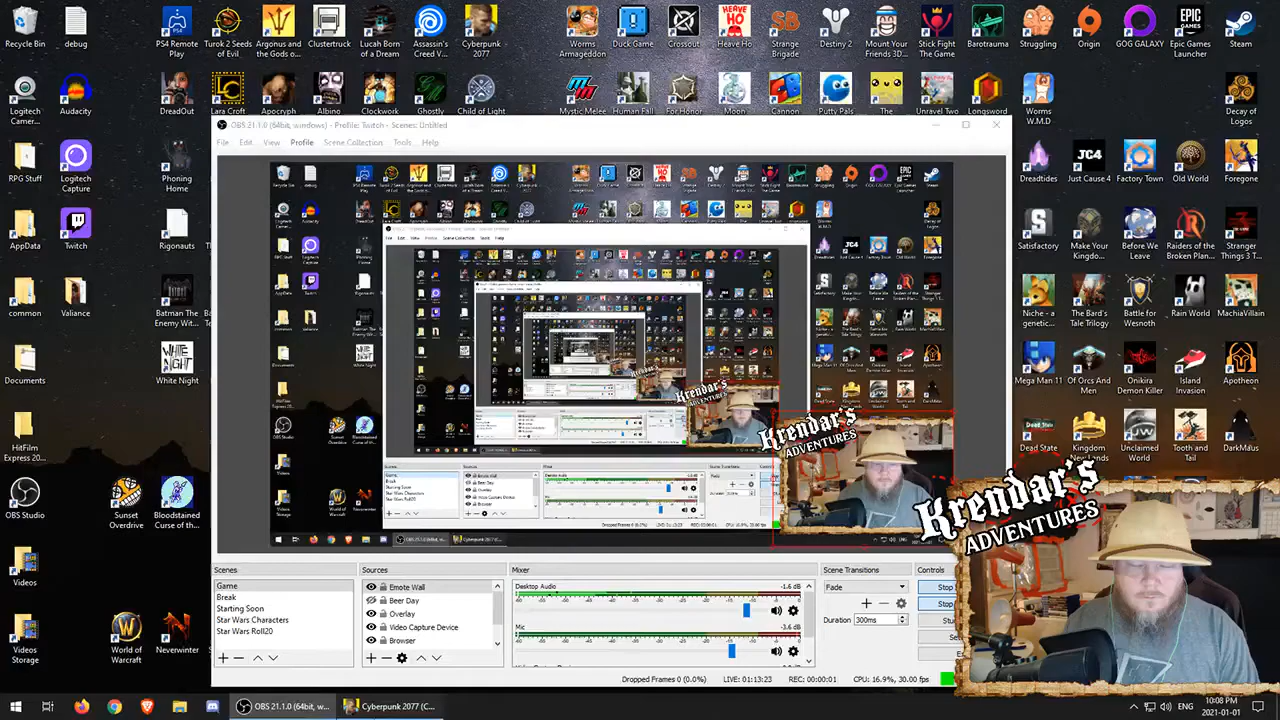 Recycle Bin
debug
PS4 Remote Play
Turok 2 Seeds of Evil
Argonus and the Gods o...
Clustertruck
Lucah Born of a Dream
Assassin's Creed V...
Cyberpunk 2077
Worms Armageddon
Duck Game
Crossout
Heave Ho
Strange Brigade
Destiny 2
Mount Your Friends 3D...
Stick Fight The Game
Barotrauma
Struggling
Origin
GOG GALAXY
Epic Games Launcher
Steam
Logitech Camer...
Audacity
DreadOut
Lara Croft
Apocryph
Albino
Clockwork
Ghostly
Child of Light
Mystic Melee
Human Fall
For Honor
Moon
Cannon
Putty Pals
The
Unravel Two
Longsword
Worms W.M.D
Decay of Logos
OBS 21.1.0 (64bit, windows) - Profile: Twitch - Scenes: Untitled
File Edit View Profile Scene Collection Tools Help
RPG Stuff
Logitech Capture
Phoning Home
Dreadtides
Just Cause 4
Factory Town
Old World
Foregone
AppData
Twitch
Rigonauts
Satisfactory
Make Your Kingdo...
Before We Leave
Raiders of the Broken Plan...
Stranger Things 3 T...
common
Valiance
Batman The Enemy Wit...
Niche - a genetic...
The Bard's Tale Trilogy
Battle for Wesnoth
Rain World
MachiaVillain
Documents
White Night
Mega Man 11
Of Orcs And Men
Onikira Demon Killer
Island Invasion
Apotheon
HitFilm Express 20...
Dead State
Kingdom New Lands
Unclaimed World
Tooth and Tail
DarkMaus
OBS Studio
Sunset Overdrive
Bloodstained Curse of th...
Krendar's
ADVENTURES
Krendar's
ADVENTURES
Videos
Videos Storage
World of Warcraft
Neverwinter
Scenes
Game
Break
Starting Soon
Star Wars Characters
Star Wars Roll20
Sources
Emote Wall
Beer Day
Overlay
Video Capture Device
Browser
Mixer
Desktop Audio -1.6 dB
Mic -3.6 dB
Scene Transitions
Fade
Duration 300ms
Controls
Stop
Stop
Dropped Frames 0 (0.0%) LIVE: 01:13:23 REC: 00:00:01 CPU: 16.9%, 30.00 fps
OBS 21.1.0 (64bit, w...
Cyberpunk 2077 (C...
ENG
10:08 PM
2021-01-01